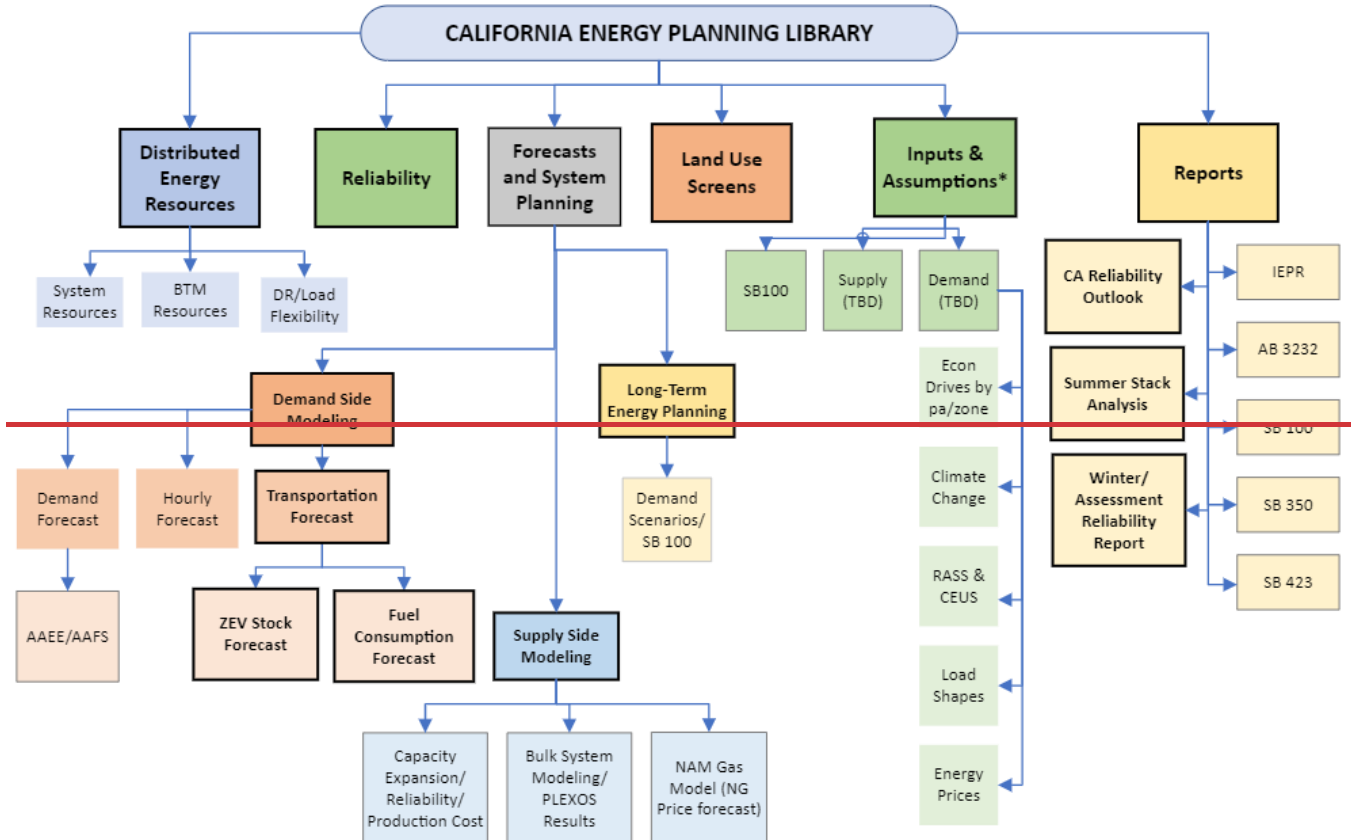 CALIFORNIA ENERGY PLANNING LIBRARY
Distributed
Energy
Resources
Reliability
Forecasts
and System
Planning
Land Use
Screens
Inputs &
Assumptions*
Reports
System
Resources
BTM
Resources
DR/Load
Flexibility
SB100
Supply
(TBD)
Demand
(TBD)
CA Reliability
Outlook
IEPR
AB 3232
Summer Stack
Analysis
SB 100
Winter/
Assessment
Reliability
Report
SB 350
SB 423
Econ
Drives by
pa/zone
Climate
Change
RASS &
CEUS
Load
Shapes
Energy
Prices
Demand Side
Modeling
Long-Term
Energy Planning
Demand
Forecast
Hourly
Forecast
Transportation
Forecast
Demand
Scenarios/
SB 100
AAEE/AAFS
ZEV Stock
Forecast
Fuel
Consumption
Forecast
Supply Side
Modeling
Capacity
Expansion/
Reliability/
Production Cost
Bulk System
Modeling/
PLEXOS
Results
NAM Gas
Model (NG
Price forecast)